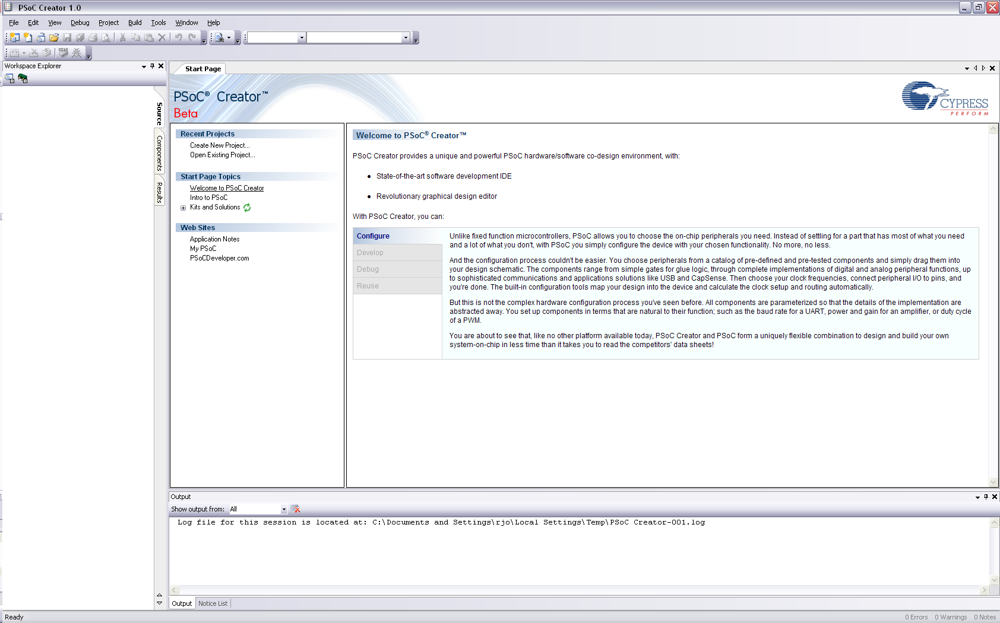 PSoC Creator 1.0
File Edit View Debug Project Build Tools Window Help
Workspace Explorer
Source
Components
Results
Start Page
PSoC® Creator™
Beta
CYPRESS
PERFORM
Recent Projects
Create New Project...
Open Existing Project...
Start Page Topics
Welcome to PSoC Creator
Intro to PSoC
Kits and Solutions
Web Sites
Application Notes
My PSoC
PSoCDeveloper.com
Welcome to PSoC® Creator™
PSoC Creator provides a unique and powerful PSoC hardware/software co-design environment, with:
• State-of-the-art software development IDE
• Revolutionary graphical design editor
With PSoC Creator, you can:
Configure
Develop
Debug
Reuse
Unlike fixed function microcontrollers, PSoC allows you to choose the on-chip peripherals you need. Instead of settling for a part that has most of what you need
and a lot of what you don't, with PSoC you simply configure the device with your chosen functionality. No more, no less.
And the configuration process couldn't be easier. You choose peripherals from a catalog of pre-defined and pre-tested components and simply drag them into
your design schematic. The components range from simple gates for glue logic, through complete implementations of digital and analog peripheral functions, up
to sophisticated communications and applications solutions like USB and CapSense. Then choose your clock frequencies, connect peripheral I/O to pins, and
you're done. The built-in configuration tools map your design into the device and calculate the clock setup and routing automatically.
But this is not the complex hardware configuration process you've seen before. All components are parameterized so that the details of the implementation are
abstracted away. You set up components in terms that are natural to their function; such as the baud rate for a UART, power and gain for an amplifier, or duty cycle
of a PWM.
You are about to see that, like no other platform available today, PSoC Creator and PSoC form a uniquely flexible combination to design and build your own
system-on-chip in less time than it takes you to read the competitors' data sheets!
Output
Show output from: All
Log file for this session is located at: C:\Documents and Settings\rjo\Local Settings\Temp\PSoC Creator-001.log
Output Notice List
Ready
0 Errors 0 Warnings 0 Notes